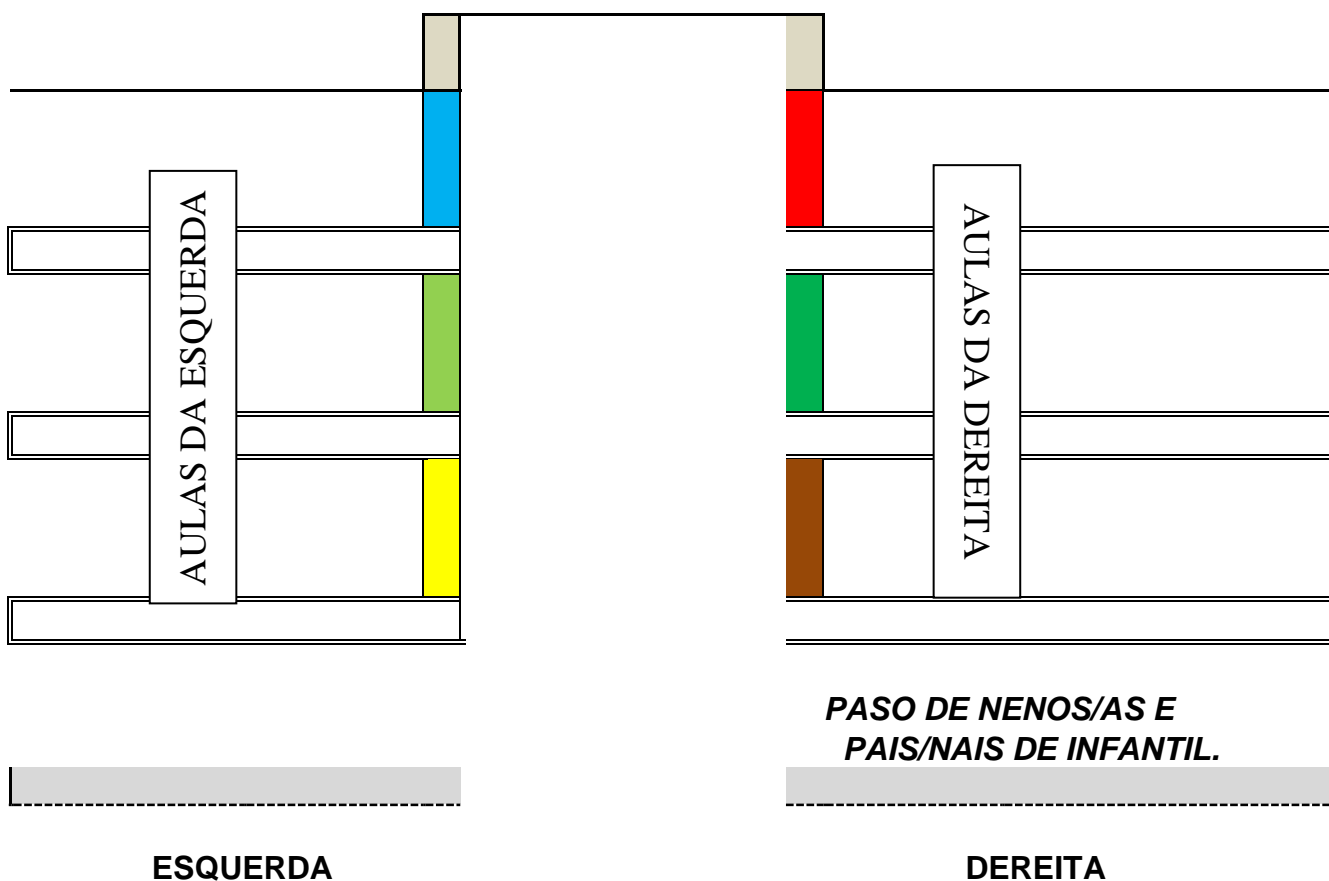 AULAS DA ESQUERDA
AULAS DA DEREITA
PASO DE NENOS/AS E
PAIS/NAIS DE INFANTIL.
ESQUERDA
DEREITA